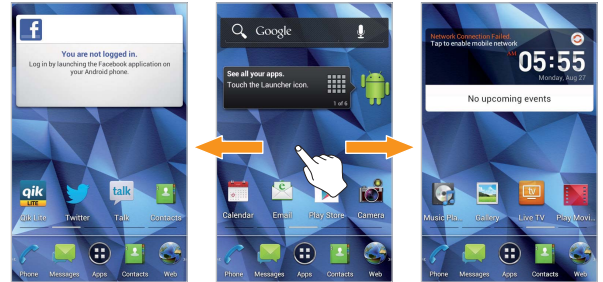 f
You are not logged in.
Log in by launching the Facebook application on
your Android phone.
qik
LITE
talk
Qik Lite
Twitter
Talk
Contacts
Phone
Messages
Apps
Contacts
Web
Google
See all your apps.
Touch the Launcher icon.
1 of 6
Calendar
Email
Play Store
Camera
Phone
Messages
Apps
Contacts
Web
Network Connection Failed
Tap to enable mobile network
AM
05:55
Monday, Aug 27
No upcoming events
tv
Music Pla..
Gallery
Live TV
Play Movi..
Phone
Messages
Apps
Contacts
Web